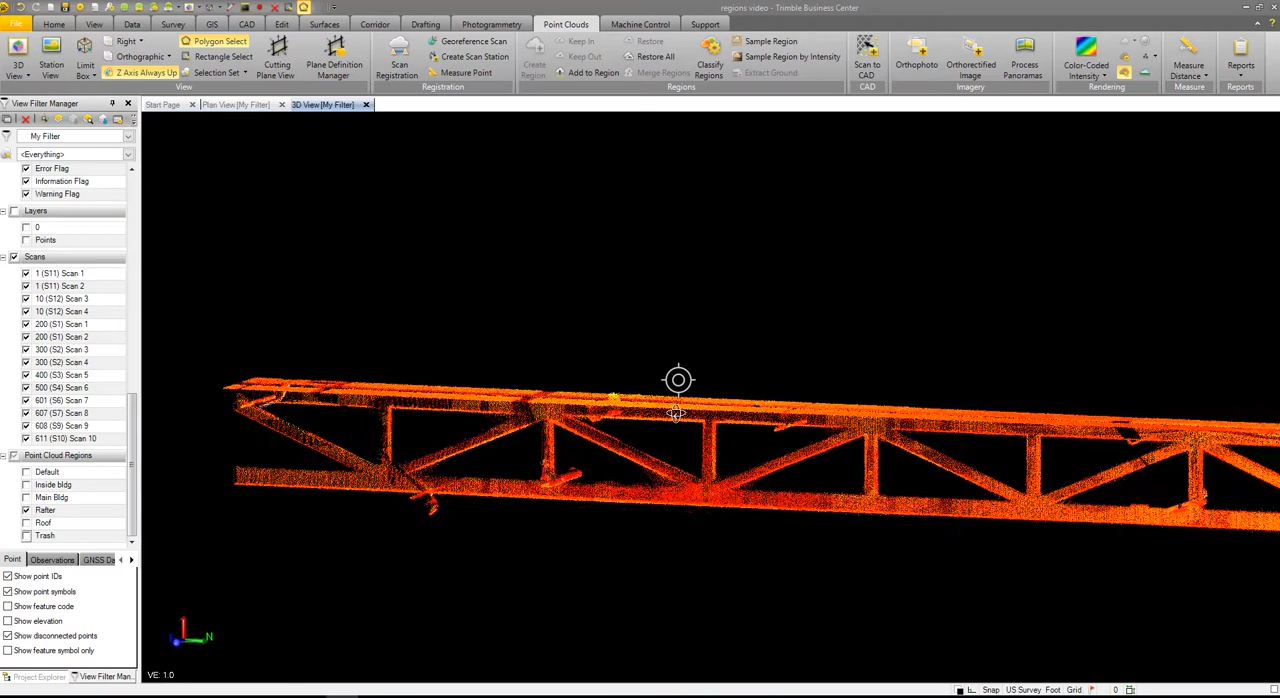 regions video - Trimble Business Center
File Home View Data Survey GIS CAD Edit Surfaces Corridor Drafting Photogrammetry Point Clouds Machine Control Support
3D View
Station View
Limit Box
Right
Orthographic
Z Axis Always Up
Polygon Select
Rectangle Select
Selection Set
Cutting Plane View
Plane Definition Manager
View
Scan Registration
Georeference Scan
Create Scan Station
Measure Point
Registration
Create Region
Keep In
Keep Out
Add to Region
Restore
Restore All
Merge Regions
Classify Regions
Sample Region
Sample Region by Intensity
Extract Ground
Regions
Scan to CAD
CAD
Orthophoto
Orthorectified Image
Process Panoramas
Imagery
Color-Coded Intensity
Rendering
Measure Distance
Measure
Reports
Reports
View Filter Manager
Start Page
Plan View[My Filter]
3D View[My Filter]
My Filter
<Everything>
Error Flag
Information Flag
Warning Flag
Layers
0
Points
Scans
1 (S11) Scan 1
1 (S11) Scan 2
10 (S12) Scan 3
10 (S12) Scan 4
200 (S1) Scan 1
200 (S1) Scan 2
300 (S2) Scan 3
300 (S2) Scan 4
400 (S3) Scan 5
500 (S4) Scan 6
601 (S6) Scan 7
607 (S7) Scan 8
608 (S9) Scan 9
611 (S10) Scan 10
Point Cloud Regions
Default
Inside bldg
Main Bldg
Rafter
Roof
Trash
Point Observations GNSS Da
Show point IDs
Show point symbols
Show feature code
Show elevation
Show disconnected points
Show feature symbol only
Project Explorer View Filter Man...
N
VE: 1.0
Snap US Survey Foot Grid 0